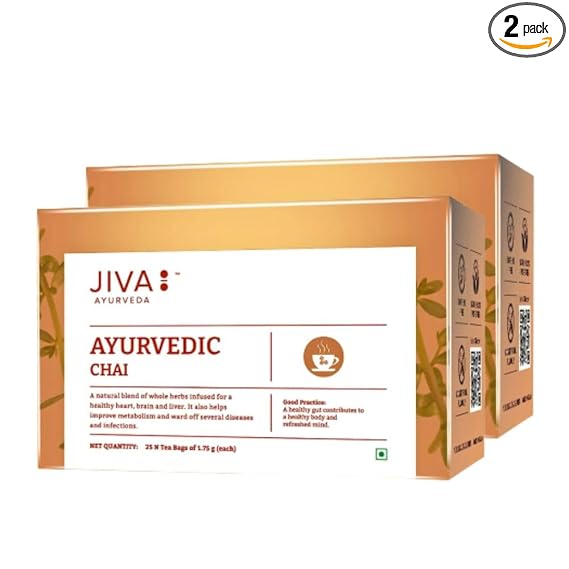 2 pack
JIVA ™
AYURVEDA
AYURVEDIC
CHAI
A natural blend of whole herbs infused for a
healthy heart, brain and liver. It also helps
improve metabolism and ward off several diseases
and infections.
Good Practice:
A healthy gut contributes to
a healthy body and
refreshed mind.
NET QUANTITY: 25 N Tea Bags of 1.75 g (each)